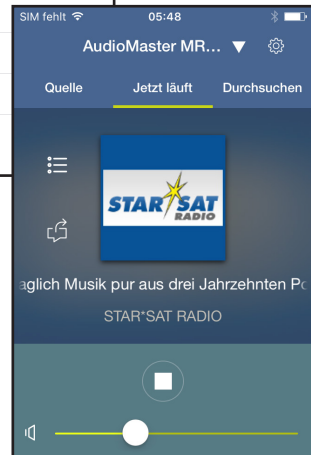 SIM fehlt 05:48
AudioMaster MR... ▼
Quelle Jetzt läuft Durchsuchen
STAR*SAT
RADIO
aglich Musik pur aus drei Jahrzehnten Po
STAR*SAT RADIO